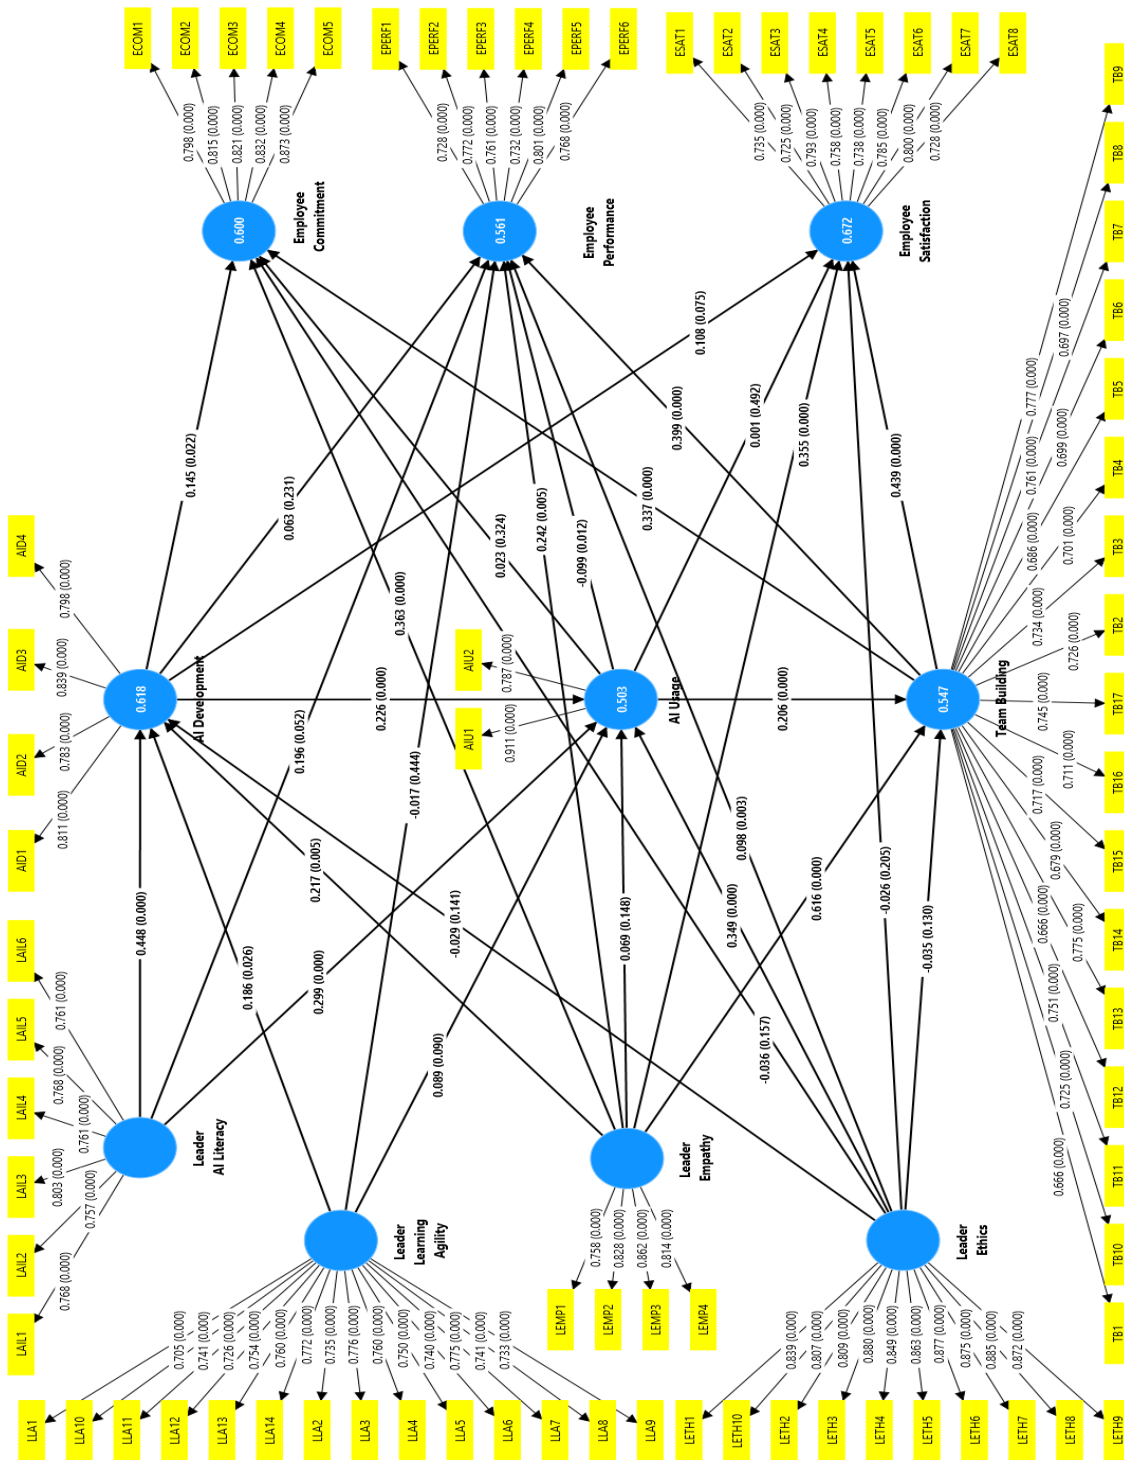 ECOM1
ECOM2
ECOM3
ECOM4
ECOM5
EPERF1
EPERF2
EPERF3
EPERF4
EPERF5
EPERF6
ESAT1
ESAT2
ESAT3
ESAT4
ESAT5
ESAT6
ESAT7
ESAT8
0.798 (0.000)
0.815 (0.000)
0.821 (0.000)
0.832 (0.000)
0.873 (0.000)
0.728 (0.000)
0.772 (0.000)
0.761 (0.000)
0.732 (0.000)
0.801 (0.000)
0.768 (0.000)
0.735 (0.000)
0.725 (0.000)
0.793 (0.000)
0.758 (0.000)
0.738 (0.000)
0.785 (0.000)
0.800 (0.000)
0.728 (0.000)
0.600
Employee
Commitment
0.561
Employee
Performance
0.672
Employee
Satisfaction
0.108 (0.075)
0.399 (0.000)
0.001 (0.492)
0.355 (0.000)
0.145 (0.022)
0.063 (0.231)
0.023 (0.324)
0.242 (0.005)
-0.099 (0.012)
0.337 (0.000)
0.439 (0.000)
0.363 (0.000)
AID4
AID3
AID2
AID1
0.798 (0.000)
0.839 (0.000)
0.783 (0.000)
0.811 (0.000)
0.618
AI Development
AIU2
AIU1
0.787 (0.000)
0.911 (0.000)
0.503
AI Usage
0.547
Team Building
0.226 (0.000)
0.206 (0.000)
0.196 (0.052)
-0.017 (0.444)
0.098 (0.003)
-0.026 (0.205)
0.448 (0.000)
0.217 (0.005)
-0.029 (0.141)
0.186 (0.026)
0.299 (0.000)
0.089 (0.090)
0.069 (0.148)
0.349 (0.000)
0.616 (0.000)
-0.035 (0.130)
-0.036 (0.157)
TB9
TB8
TB7
TB6
TB5
TB4
TB3
TB2
TB17
TB16
TB15
TB14
TB13
TB12
TB11
TB10
TB1
0.777 (0.000)
0.697 (0.000)
0.761 (0.000)
0.699 (0.000)
0.686 (0.000)
0.701 (0.000)
0.734 (0.000)
0.726 (0.000)
0.745 (0.000)
0.711 (0.000)
0.717 (0.000)
0.679 (0.000)
0.775 (0.000)
0.666 (0.000)
0.751 (0.000)
0.725 (0.000)
0.666 (0.000)
LAIL6
LAIL5
LAIL4
LAIL3
LAIL2
LAIL1
0.761 (0.000)
0.768 (0.000)
0.761 (0.000)
0.803 (0.000)
0.757 (0.000)
0.768 (0.000)
Leader
AI Literacy
Leader
Learning
Agility
Leader
Empathy
Leader
Ethics
0.758 (0.000)
0.828 (0.000)
0.862 (0.000)
0.814 (0.000)
LEMP1
LEMP2
LEMP3
LEMP4
0.705 (0.000)
0.741 (0.000)
0.726 (0.000)
0.754 (0.000)
0.760 (0.000)
0.772 (0.000)
0.735 (0.000)
0.776 (0.000)
0.760 (0.000)
0.750 (0.000)
0.740 (0.000)
0.775 (0.000)
0.741 (0.000)
0.733 (0.000)
0.839 (0.000)
0.807 (0.000)
0.809 (0.000)
0.880 (0.000)
0.849 (0.000)
0.863 (0.000)
0.877 (0.000)
0.875 (0.000)
0.885 (0.000)
0.872 (0.000)
LLA1
LLA10
LLA11
LLA12
LLA13
LLA14
LLA2
LLA3
LLA4
LLA5
LLA6
LLA7
LLA8
LLA9
LETH1
LETH10
LETH2
LETH3
LETH4
LETH5
LETH6
LETH7
LETH8
LETH9